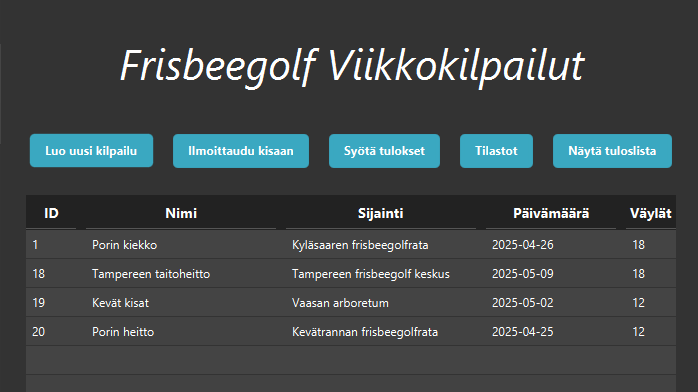 Frisbeegolf Viikkokilpailut
Luo uusi kilpailu Ilmoittaudu kisaan Syötä tulokset Tilastot Näytä tuloslista
ID Nimi Sijainti Päivämäärä Väylät
1 Porin kiekko Kyläsaaren frisbeegolfrata 2025-04-26 18
18 Tampereen taitoheitto Tampereen frisbeegolf keskus 2025-05-09 18
19 Kevät kisat Vaasan arboretum 2025-05-02 12
20 Porin heitto Kevätrannan frisbeegolfrata 2025-04-25 12